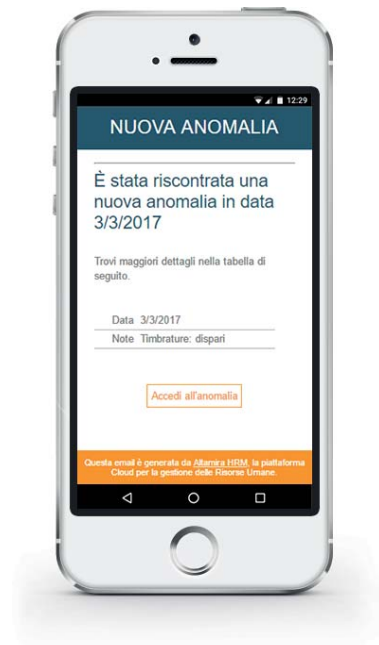 12:29
NUOVA ANOMALIA
È stata riscontrata una
nuova anomalia in data
3/3/2017
Trovi maggiori dettagli nella tabella di
seguito.
Data 3/3/2017
Note Timbrature: dispari
Accedi all'anomalia
Questa email è generata da Altamira HRM, la piattaforma
Cloud per la gestione delle Risorse Umane.